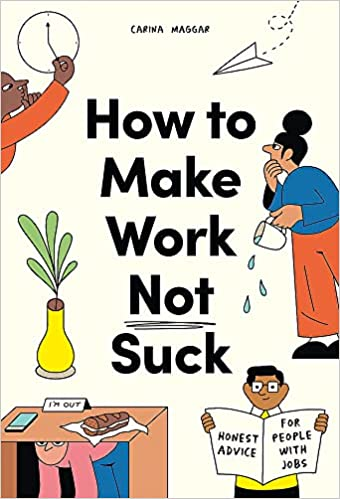 CARINA MAGGAR
How to
Make
Work
Not
Suck
I'M OUT
HONEST
ADVICE
FOR
PEOPLE
WITH
JOBS